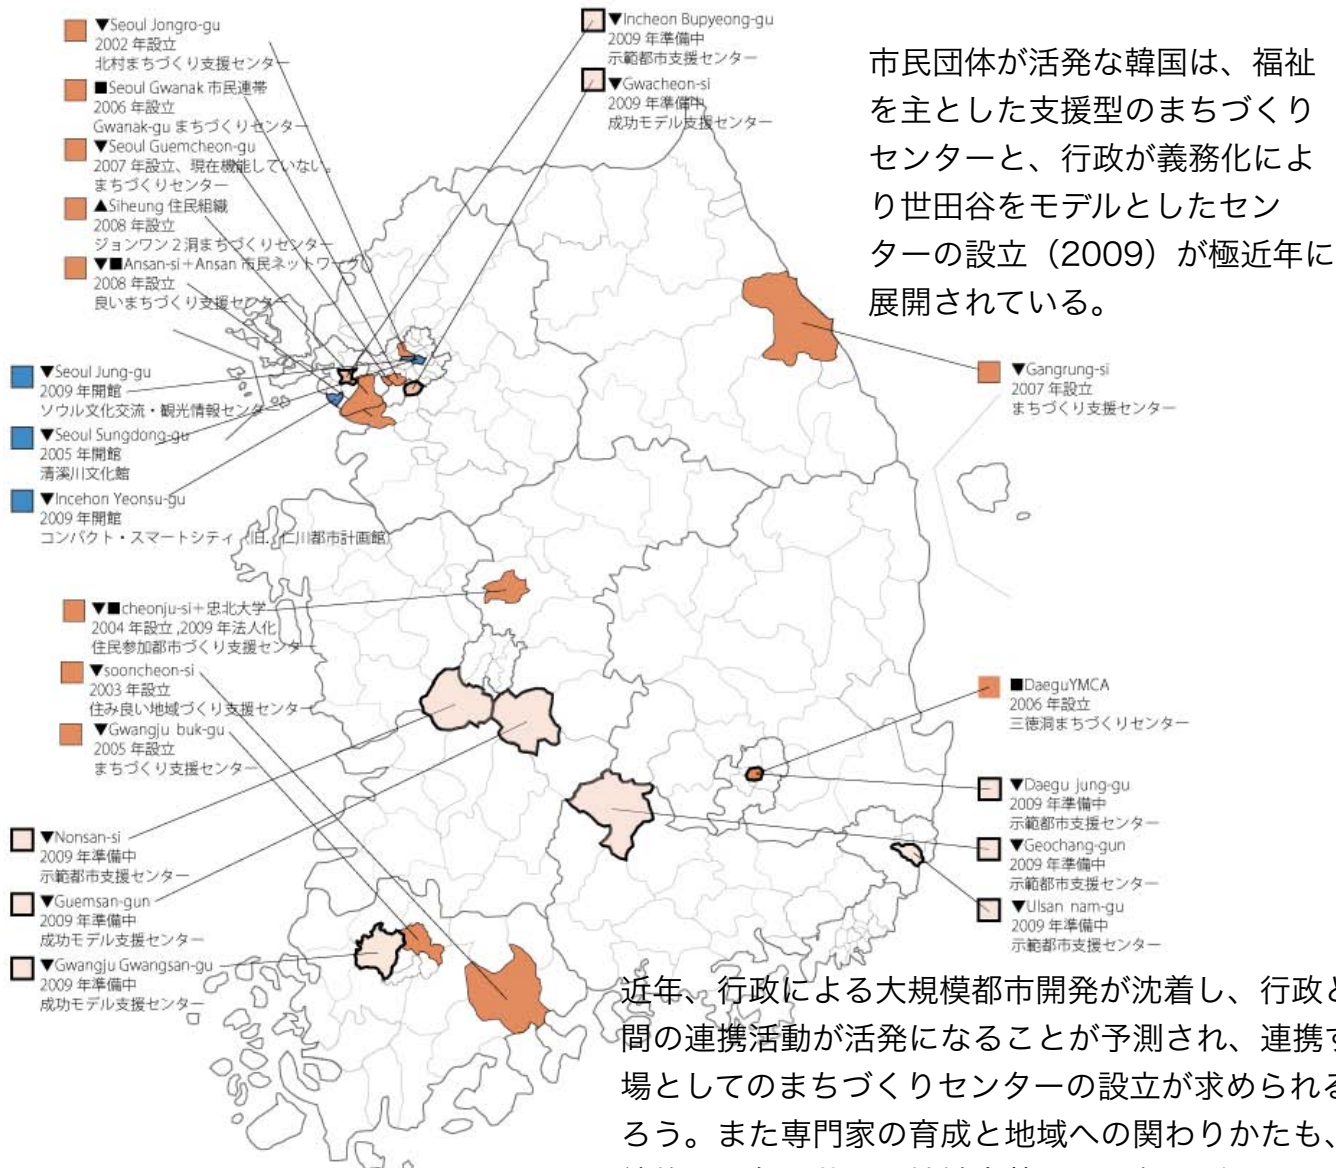 ▼Seoul Jongro-gu
2002 年設立
北村まちづくり支援センター
■Seoul Gwanak 市民連帯
2006 年設立
Gwanak-gu まちづくりセンター
▼Seoul Guemcheon-gu
2007 年設立、現在機能していない。
まちづくりセンター
▲Siheung 住民組織
2008 年設立
ジョンワン 2 洞まちづくりセンター
▼■Ansan-si＋Ansan 市民ネットワーク
2008 年設立
良いまちづくり支援センター
▼Incheon Bupyeong-gu
2009 年準備中
示範都市支援センター
▼Gwacheon-si
2009 年準備中
成功モデル支援センター
市民団体が活発な韓国は、福祉
を主とした支援型のまちづくり
センターと、行政が義務化によ
り世田谷をモデルとしたセン
ターの設立（2009）が極近年に
展開されている。
▼Seoul Jung-gu
2009 年開館
ソウル文化交流・観光情報センター
▼Seoul Sungdong-gu
2005 年開館
清溪川文化館
▼Incehon Yeonsu-gu
2009 年開館
コンパクト・スマートシティ（旧．仁川都市計画館）
▼Gangrung-si
2007 年設立
まちづくり支援センター
▼■cheonju-si＋忠北大学
2004 年設立 ,2009 年法人化
住民参加都市づくり支援センター
▼sooncheon-si
2003 年設立
住み良い地域づくり支援センター
▼Gwangju buk-gu
2005 年設立
まちづくり支援センター
▼Nonsan-si
2009 年準備中
示範都市支援センター
▼Guemsan-gun
2009 年準備中
成功モデル支援センター
▼Gwangju Gwangsan-gu
2009 年準備中
成功モデル支援センター
■DaeguYMCA
2006 年設立
三徳洞まちづくりセンター
▼Daegu jung-gu
2009 年準備中
示範都市支援センター
▼Geochang-gun
2009 年準備中
示範都市支援センター
▼Ulsan nam-gu
2009 年準備中
示範都市支援センター
近年、行政による大規模都市開発が沈着し、行政と
間の連携活動が活発になることが予測され、連携す
場としてのまちづくりセンターの設立が求められる
ろう。また専門家の育成と地域への関わりかたも、